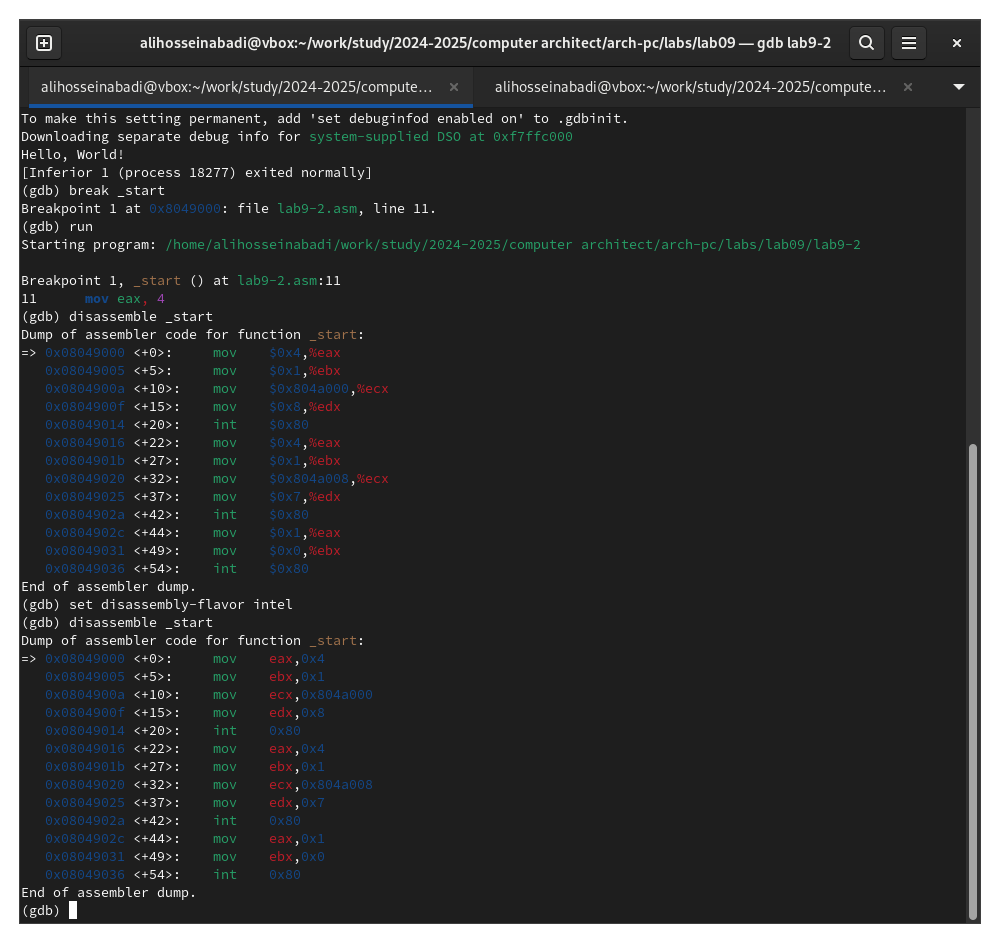 alihosseinabadi@vbox:~/work/study/2024-2025/computer architect/arch-pc/labs/lab09 — gdb lab9-2
alihosseinabadi@vbox:~/work/study/2024-2025/compute… × alihosseinabadi@vbox:~/work/study/2024-2025/compute… ×
To make this setting permanent, add 'set debuginfod enabled on' to .gdbinit.
Downloading separate debug info for system-supplied DSO at 0xf7ffc000
Hello, World!
[Inferior 1 (process 18277) exited normally]
(gdb) break _start
Breakpoint 1 at 0x8049000: file lab9-2.asm, line 11.
(gdb) run
Starting program: /home/alihosseinabadi/work/study/2024-2025/computer architect/arch-pc/labs/lab09/lab9-2
Breakpoint 1, _start () at lab9-2.asm:11
11 mov eax, 4
(gdb) disassemble _start
Dump of assembler code for function _start:
=> 0x08049000 <+0>: mov $0x4,%eax
0x08049005 <+5>: mov $0x1,%ebx
0x0804900a <+10>: mov $0x804a000,%ecx
0x0804900f <+15>: mov $0x8,%edx
0x08049014 <+20>: int $0x80
0x08049016 <+22>: mov $0x4,%eax
0x0804901b <+27>: mov $0x1,%ebx
0x08049020 <+32>: mov $0x804a008,%ecx
0x08049025 <+37>: mov $0x7,%edx
0x0804902a <+42>: int $0x80
0x0804902c <+44>: mov $0x1,%eax
0x08049031 <+49>: mov $0x0,%ebx
0x08049036 <+54>: int $0x80
End of assembler dump.
(gdb) set disassembly-flavor intel
(gdb) disassemble _start
Dump of assembler code for function _start:
=> 0x08049000 <+0>: mov eax,0x4
0x08049005 <+5>: mov ebx,0x1
0x0804900a <+10>: mov ecx,0x804a000
0x0804900f <+15>: mov edx,0x8
0x08049014 <+20>: int 0x80
0x08049016 <+22>: mov eax,0x4
0x0804901b <+27>: mov ebx,0x1
0x08049020 <+32>: mov ecx,0x804a008
0x08049025 <+37>: mov edx,0x7
0x0804902a <+42>: int 0x80
0x0804902c <+44>: mov eax,0x1
0x08049031 <+49>: mov ebx,0x0
0x08049036 <+54>: int 0x80
End of assembler dump.
(gdb)